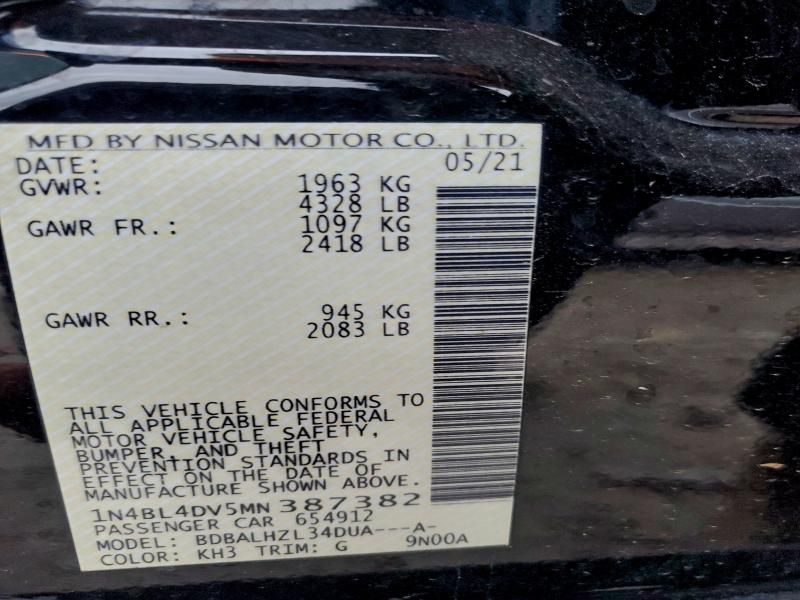 MFD BY NISSAN MOTOR CO., LTD.
DATE: 05/21
GVWR: 1963 KG
4328 LB
GAWR FR.: 1097 KG
2418 LB
GAWR RR.: 945 KG
2083 LB
THIS VEHICLE CONFORMS TO
ALL APPLICABLE FEDERAL
MOTOR VEHICLE SAFETY,
BUMPER, AND THEFT
PREVENTION STANDARDS IN
EFFECT ON THE DATE OF
MANUFACTURE SHOWN ABOVE.
1N4BL4DV5MN 387382
PASSENGER CAR 654912
MODEL: BDBALHZL34DUA---A-
COLOR: KH3 TRIM: G 9N00A